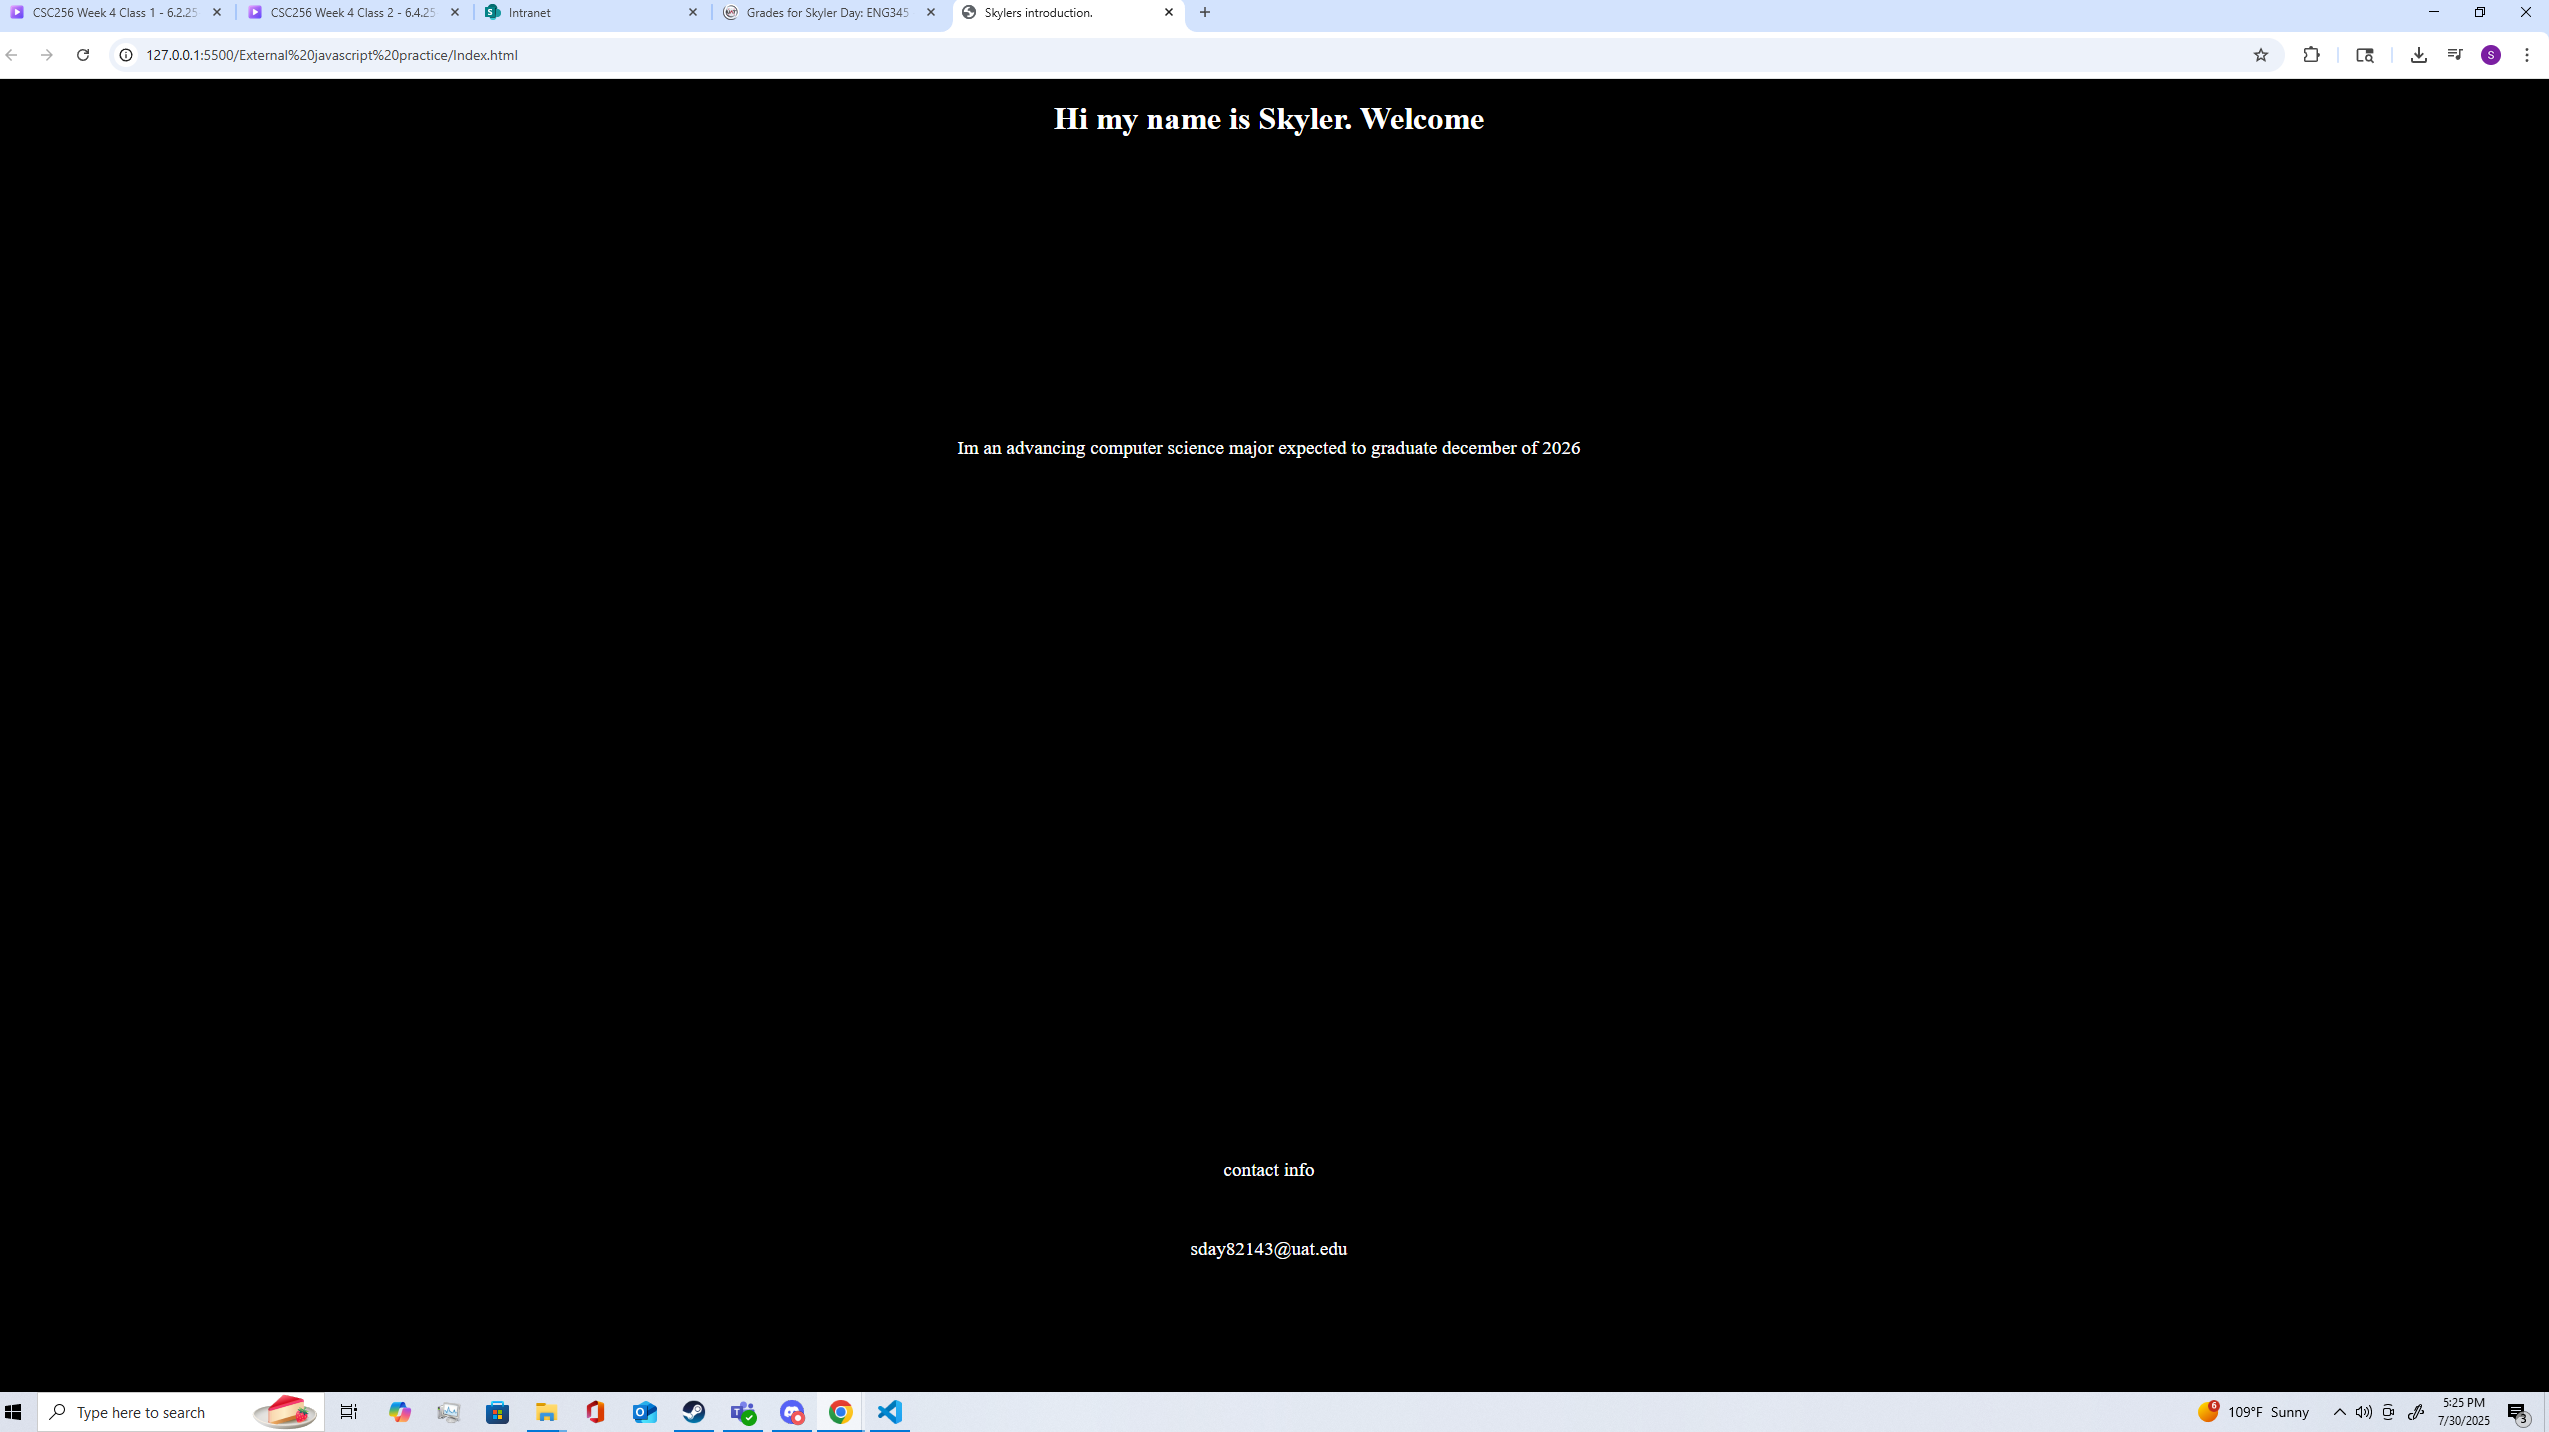 CSC256 Week 4 Class 1 - 6.2.25
CSC256 Week 4 Class 2 - 6.4.25
Intranet
Grades for Skyler Day: ENG345
Skylers introduction.
127.0.0.1:5500/External%20javascript%20practice/Index.html
S
Hi my name is Skyler. Welcome
Im an advancing computer science major expected to graduate december of 2026
contact info
sday82143@uat.edu
Type here to search
6
109°F Sunny
5:25 PM
7/30/2025
3